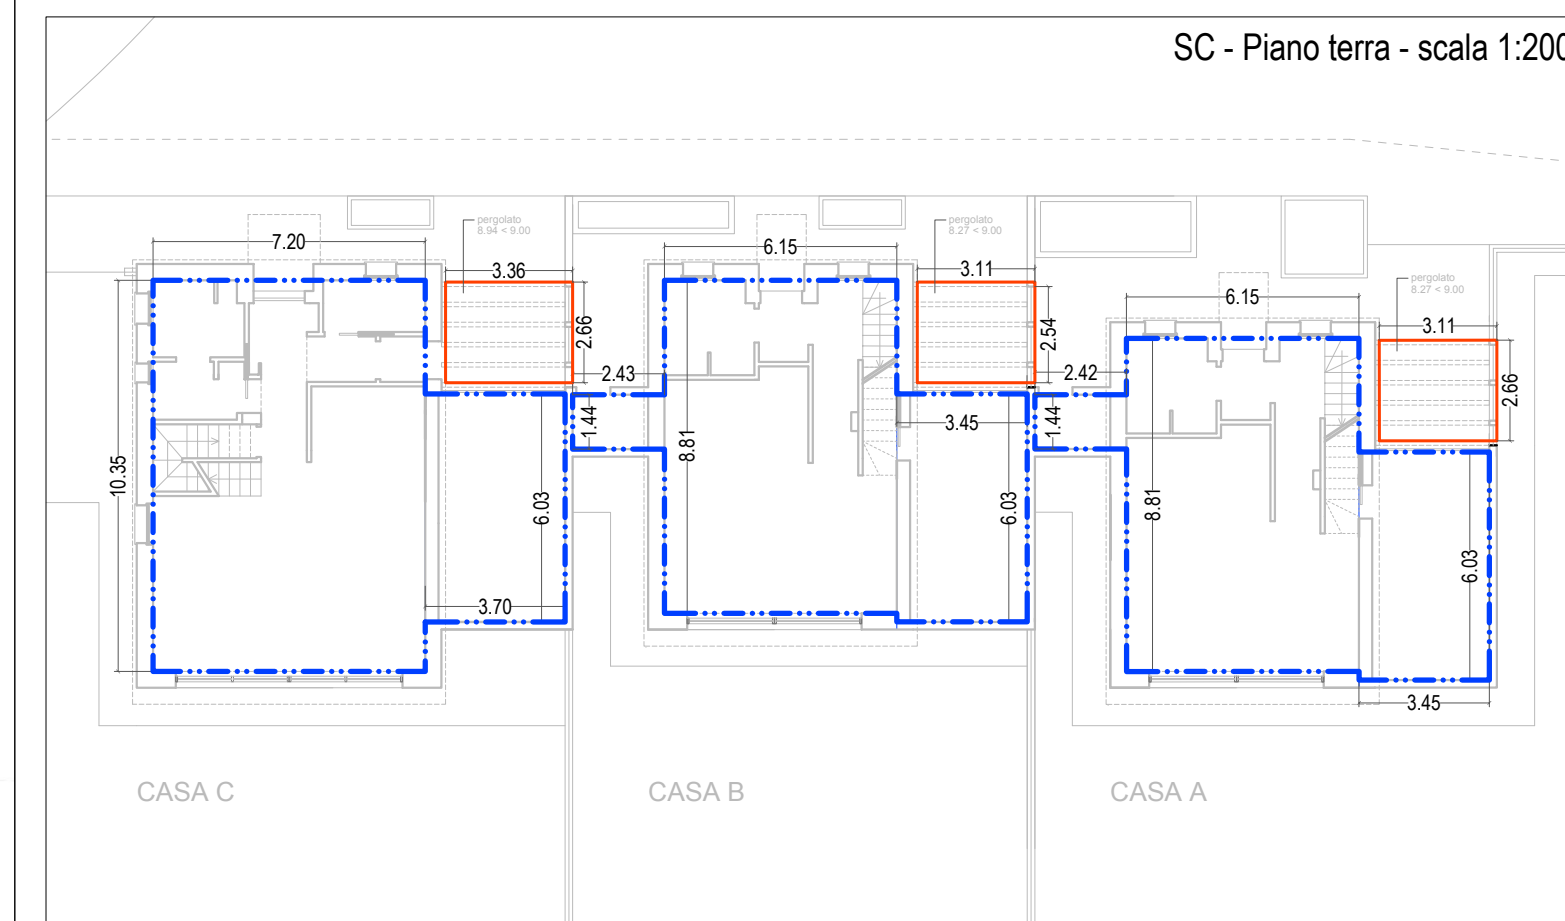 SC - Piano terra - scala 1:200
pergolato
8.94 < 9.00
pergolato
8.27 < 9.00
pergolato
8.27 < 9.00
7.20
3.36
2.66
2.43
1.44
10.35
6.03
3.70
6.15
3.11
2.54
2.42
1.44
8.81
3.45
6.03
6.15
3.11
2.66
8.81
6.03
3.45
CASA C
CASA B
CASA A